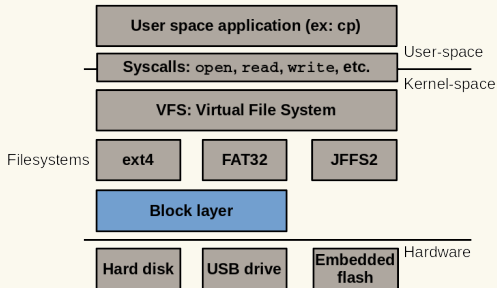 User space application (ex: cp)
User-space
Syscalls: open, read, write, etc.
Kernel-space
VFS: Virtual File System
Filesystems
ext4
FAT32
JFFS2
Block layer
Hardware
Hard disk
USB drive
Embedded
flash